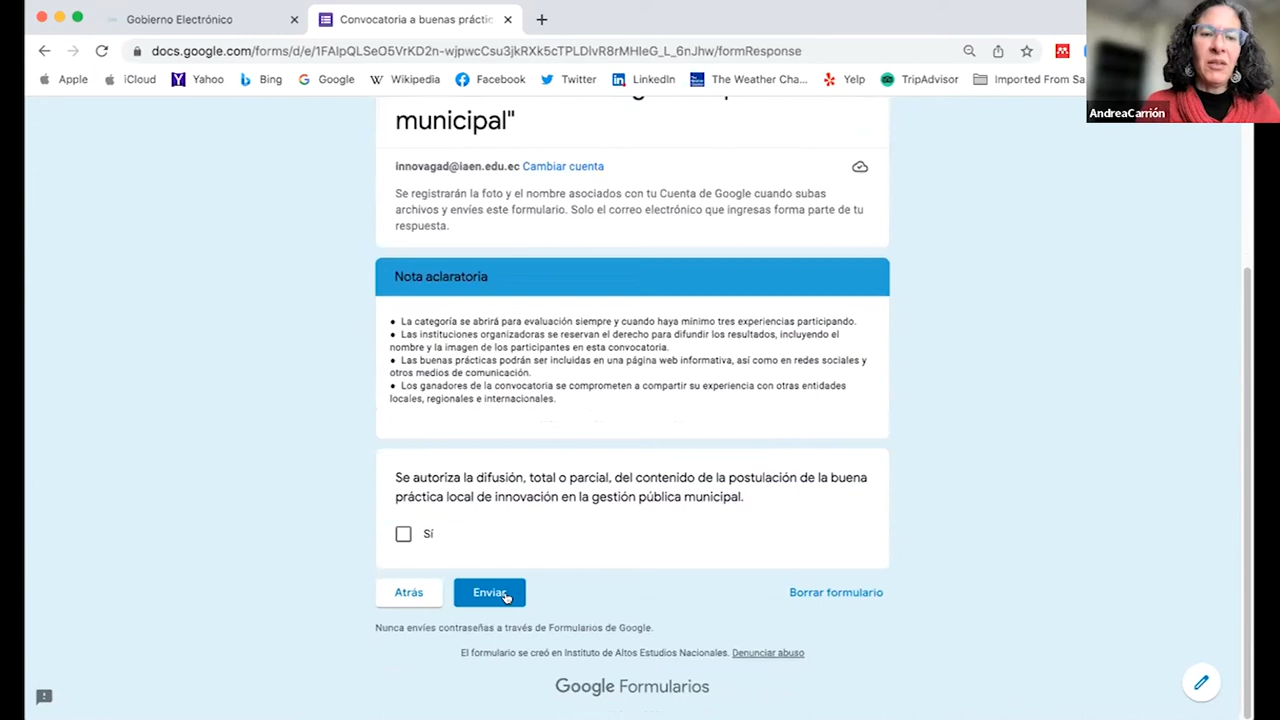 Gobierno Electrónico
Convocatoria a buenas práctic
docs.google.com/forms/d/e/1FAIpQLSeO5VrKD2n-wjpwcCsu3jkRXk5cTPLDlvR8rMHIeG_L_6nJhw/formResponse
Apple iCloud Yahoo Bing Google Wikipedia Facebook Twitter LinkedIn The Weather Cha... Yelp TripAdvisor Imported From Sa
AndreaCarrión
municipal"
innovagad@iaen.edu.ec Cambiar cuenta
Se registrarán la foto y el nombre asociados con tu Cuenta de Google cuando subas
archivos y envíes este formulario. Solo el correo electrónico que ingresas forma parte de tu
respuesta.
Nota aclaratoria
● La categoría se abrirá para evaluación siempre y cuando haya mínimo tres experiencias participando.
● Las instituciones organizadoras se reservan el derecho para difundir los resultados, incluyendo el
nombre y la imagen de los participantes en esta convocatoria.
● Las buenas prácticas podrán ser incluidas en una página web informativa, así como en redes sociales y
otros medios de comunicación.
● Los ganadores de la convocatoria se comprometen a compartir su experiencia con otras entidades
locales, regionales e internacionales.
Se autoriza la difusión, total o parcial, del contenido de la postulación de la buena
práctica local de innovación en la gestión pública municipal.
Sí
Atrás Enviar Borrar formulario
Nunca envíes contraseñas a través de Formularios de Google.
El formulario se creó en Instituto de Altos Estudios Nacionales. Denunciar abuso
Google Formularios